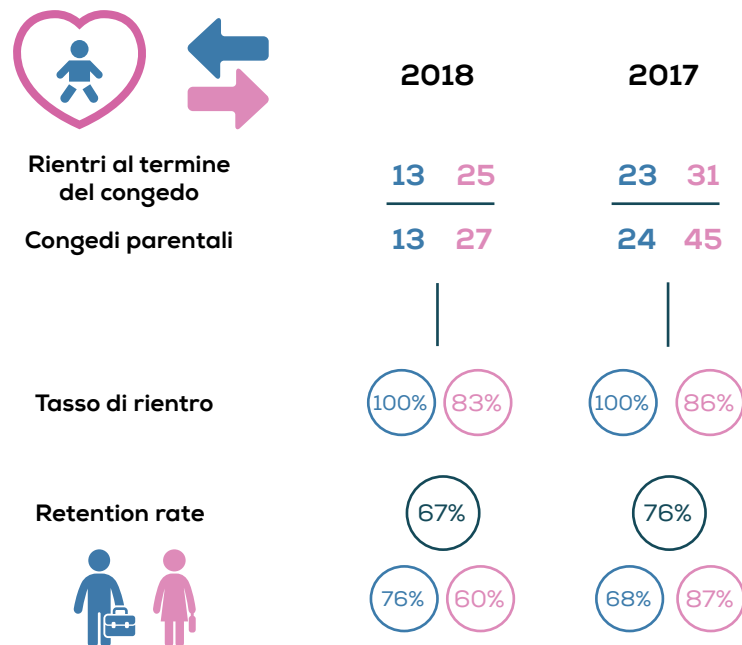 2018 2017
Rientri al termine
del congedo
13 25 23 31
Congedi parentali
13 27 24 45
Tasso di rientro
100% 83% 100% 86%
Retention rate
67% 76%
76% 60% 68% 87%